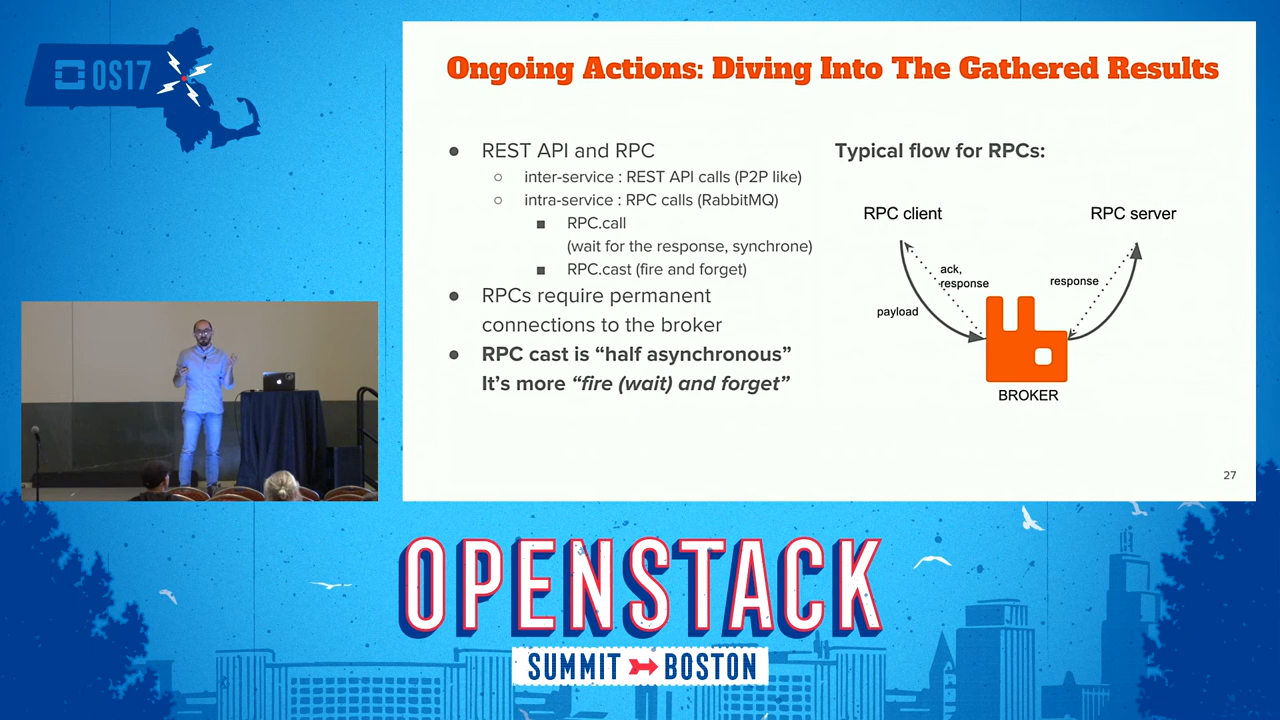 OS17
Ongoing Actions: Diving Into The Gathered Results
● REST API and RPC
○ inter-service : REST API calls (P2P like)
○ intra-service : RPC calls (RabbitMQ)
■ RPC.call
(wait for the response, synchrone)
■ RPC.cast (fire and forget)
● RPCs require permanent
connections to the broker
● RPC cast is “half asynchronous”
It’s more “fire (wait) and forget”
Typical flow for RPCs:
RPC client
RPC server
ack,
response
response
payload
BROKER
27
OPENSTACK
SUMMIT BOSTON